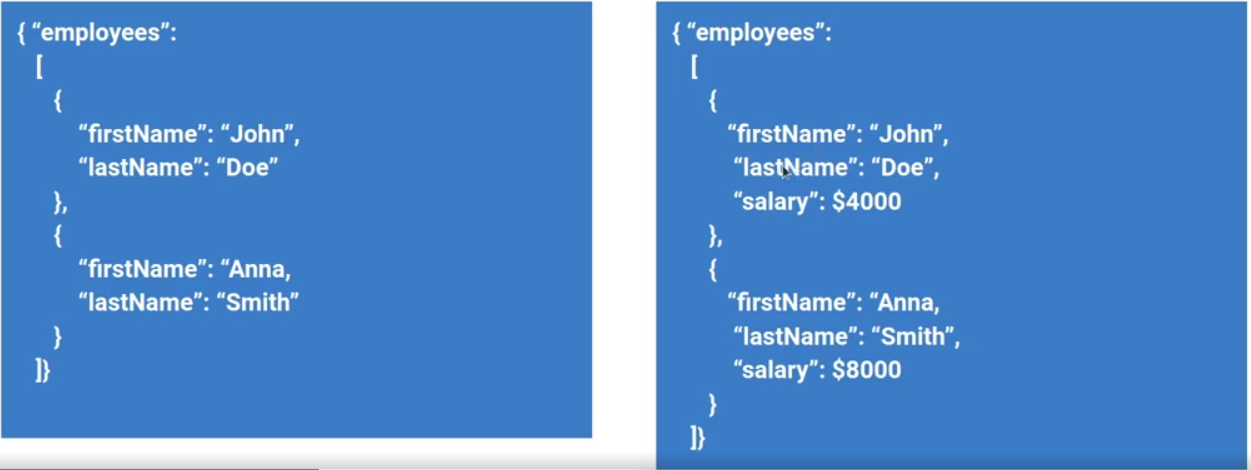 { “employees”:
[
{
“firstName”: “John”,
“lastName”: “Doe”
},
{
“firstName”: “Anna,
“lastName”: “Smith”
}
]}
{ “employees”:
[
{
“firstName”: “John”,
“lastName”: “Doe”,
“salary”: $4000
},
{
“firstName”: “Anna,
“lastName”: “Smith”,
“salary”: $8000
}
]}